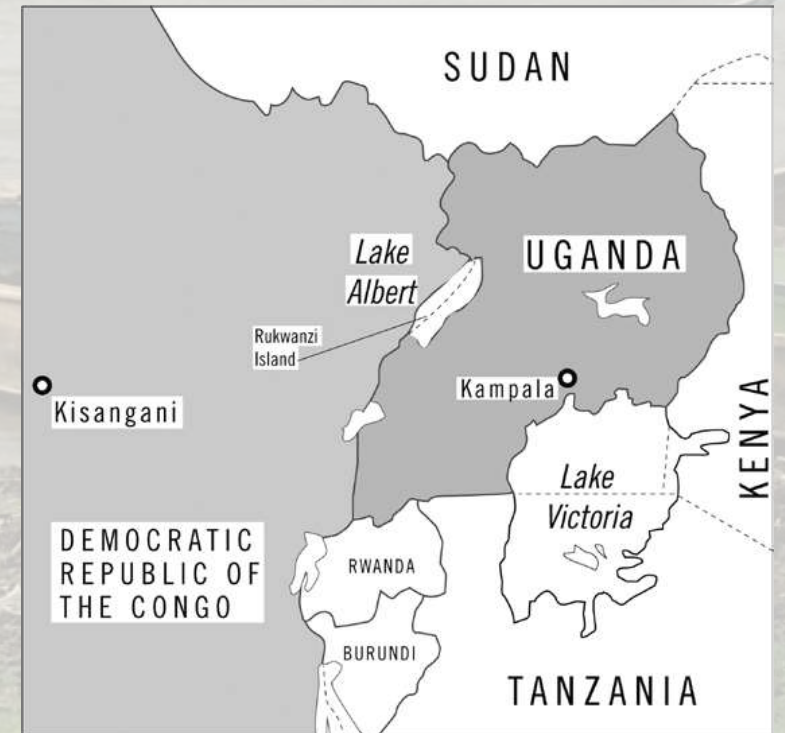 SUDAN
Lake
Albert
UGANDA
Rukwanzi
Island
Kisangani
Kampala
KENYA
Lake
Victoria
DEMOCRATIC
REPUBLIC OF
THE CONGO
RWANDA
BURUNDI
TANZANIA